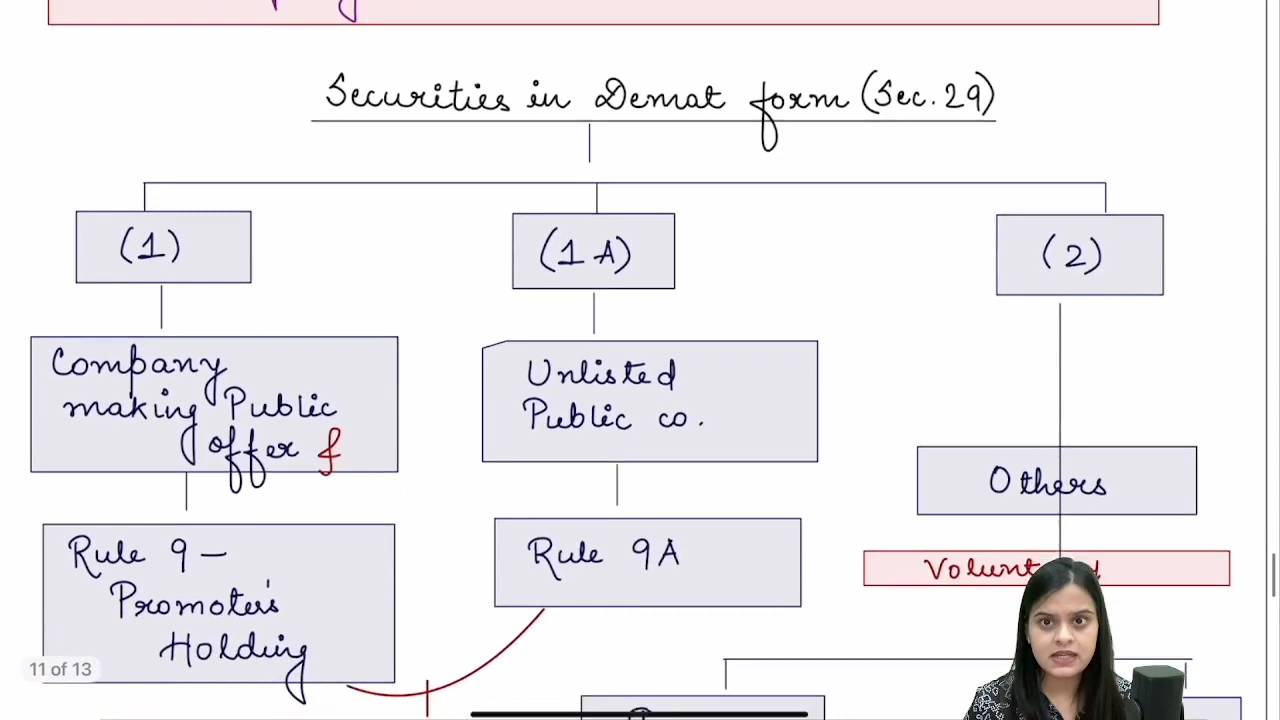 Securities in Demat form (Sec. 29)
(1)
(1 A)
(2)
Company
making Public
offer
Unlisted
Public co.
Others
Rule 9 –
Promoter's
Holding
Rule 9A
11 of 13